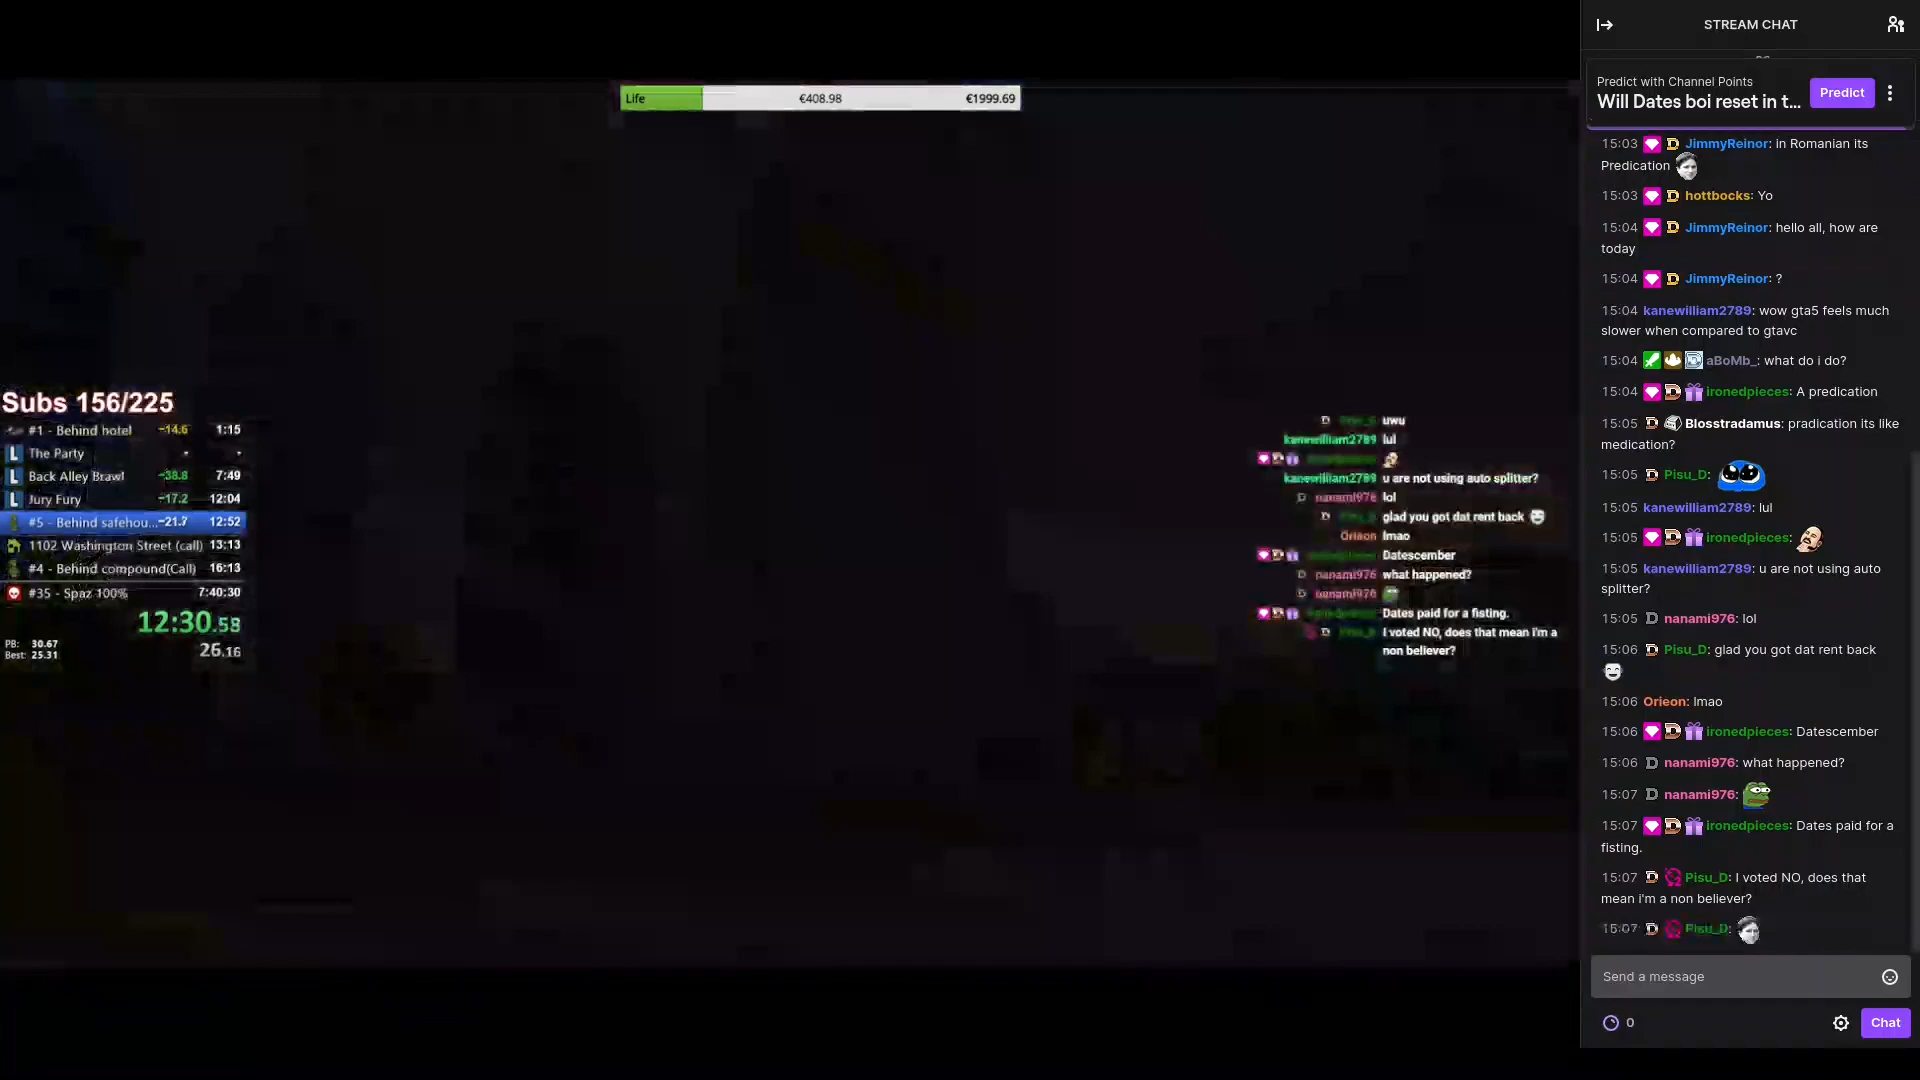 Life €408.98 €1999.69
Subs 156/225
#1 - Behind hotel -14.6 1:15
The Party - -
Back Alley Brawl -38.8 7:49
Jury Fury -17.2 12:04
#5 - Behind safehou... -21.7 12:52
1102 Washington Street (call) 13:13
#4 - Behind compound(Call) 16:13
#35 - Spaz 100% 7:40:30
12:30.58
PB: 30.67
Best: 25.31
26.16
Pisu_D uwu
kanewilliam2789 lul
kanewilliam2789 u are not using auto splitter?
nanami976 lol
glad you got dat rent back
Orieon lmao
Datescember
nanami976 what happened?
nanami976
Dates paid for a fisting.
Pisu_D I voted NO, does that mean i'm a
non believer?
STREAM CHAT
Predict with Channel Points
Will Dates boi reset in t...
Predict
15:03 JimmyReinor: in Romanian its
Predication
15:03 hottbocks: Yo
15:04 JimmyReinor: hello all, how are
today
15:04 JimmyReinor: ?
15:04 kanewilliam2789: wow gta5 feels much
slower when compared to gtavc
15:04 aBoMb_: what do i do?
15:04 ironedpieces: A predication
15:05 Blosstradamus: pradication its like
medication?
15:05 Pisu_D:
15:05 kanewilliam2789: lul
15:05 ironedpieces:
15:05 kanewilliam2789: u are not using auto
splitter?
15:05 nanami976: lol
15:06 Pisu_D: glad you got dat rent back
15:06 Orieon: lmao
15:06 ironedpieces: Datescember
15:06 nanami976: what happened?
15:07 nanami976:
15:07 ironedpieces: Dates paid for a
fisting.
15:07 Pisu_D: I voted NO, does that
mean i'm a non believer?
15:07 Pisu_D:
Send a message
0
Chat